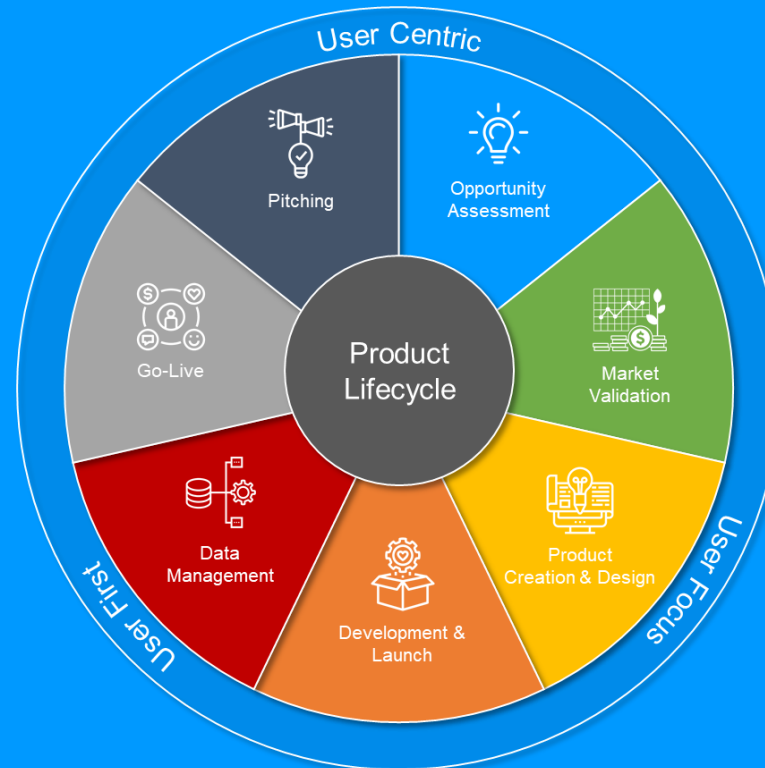 User Centric
Pitching
Opportunity
Assessment
Go-Live
Product
Lifecycle
Market
Validation
Data
Management
Product
Creation & Design
Development &
Launch
User First
User Focus